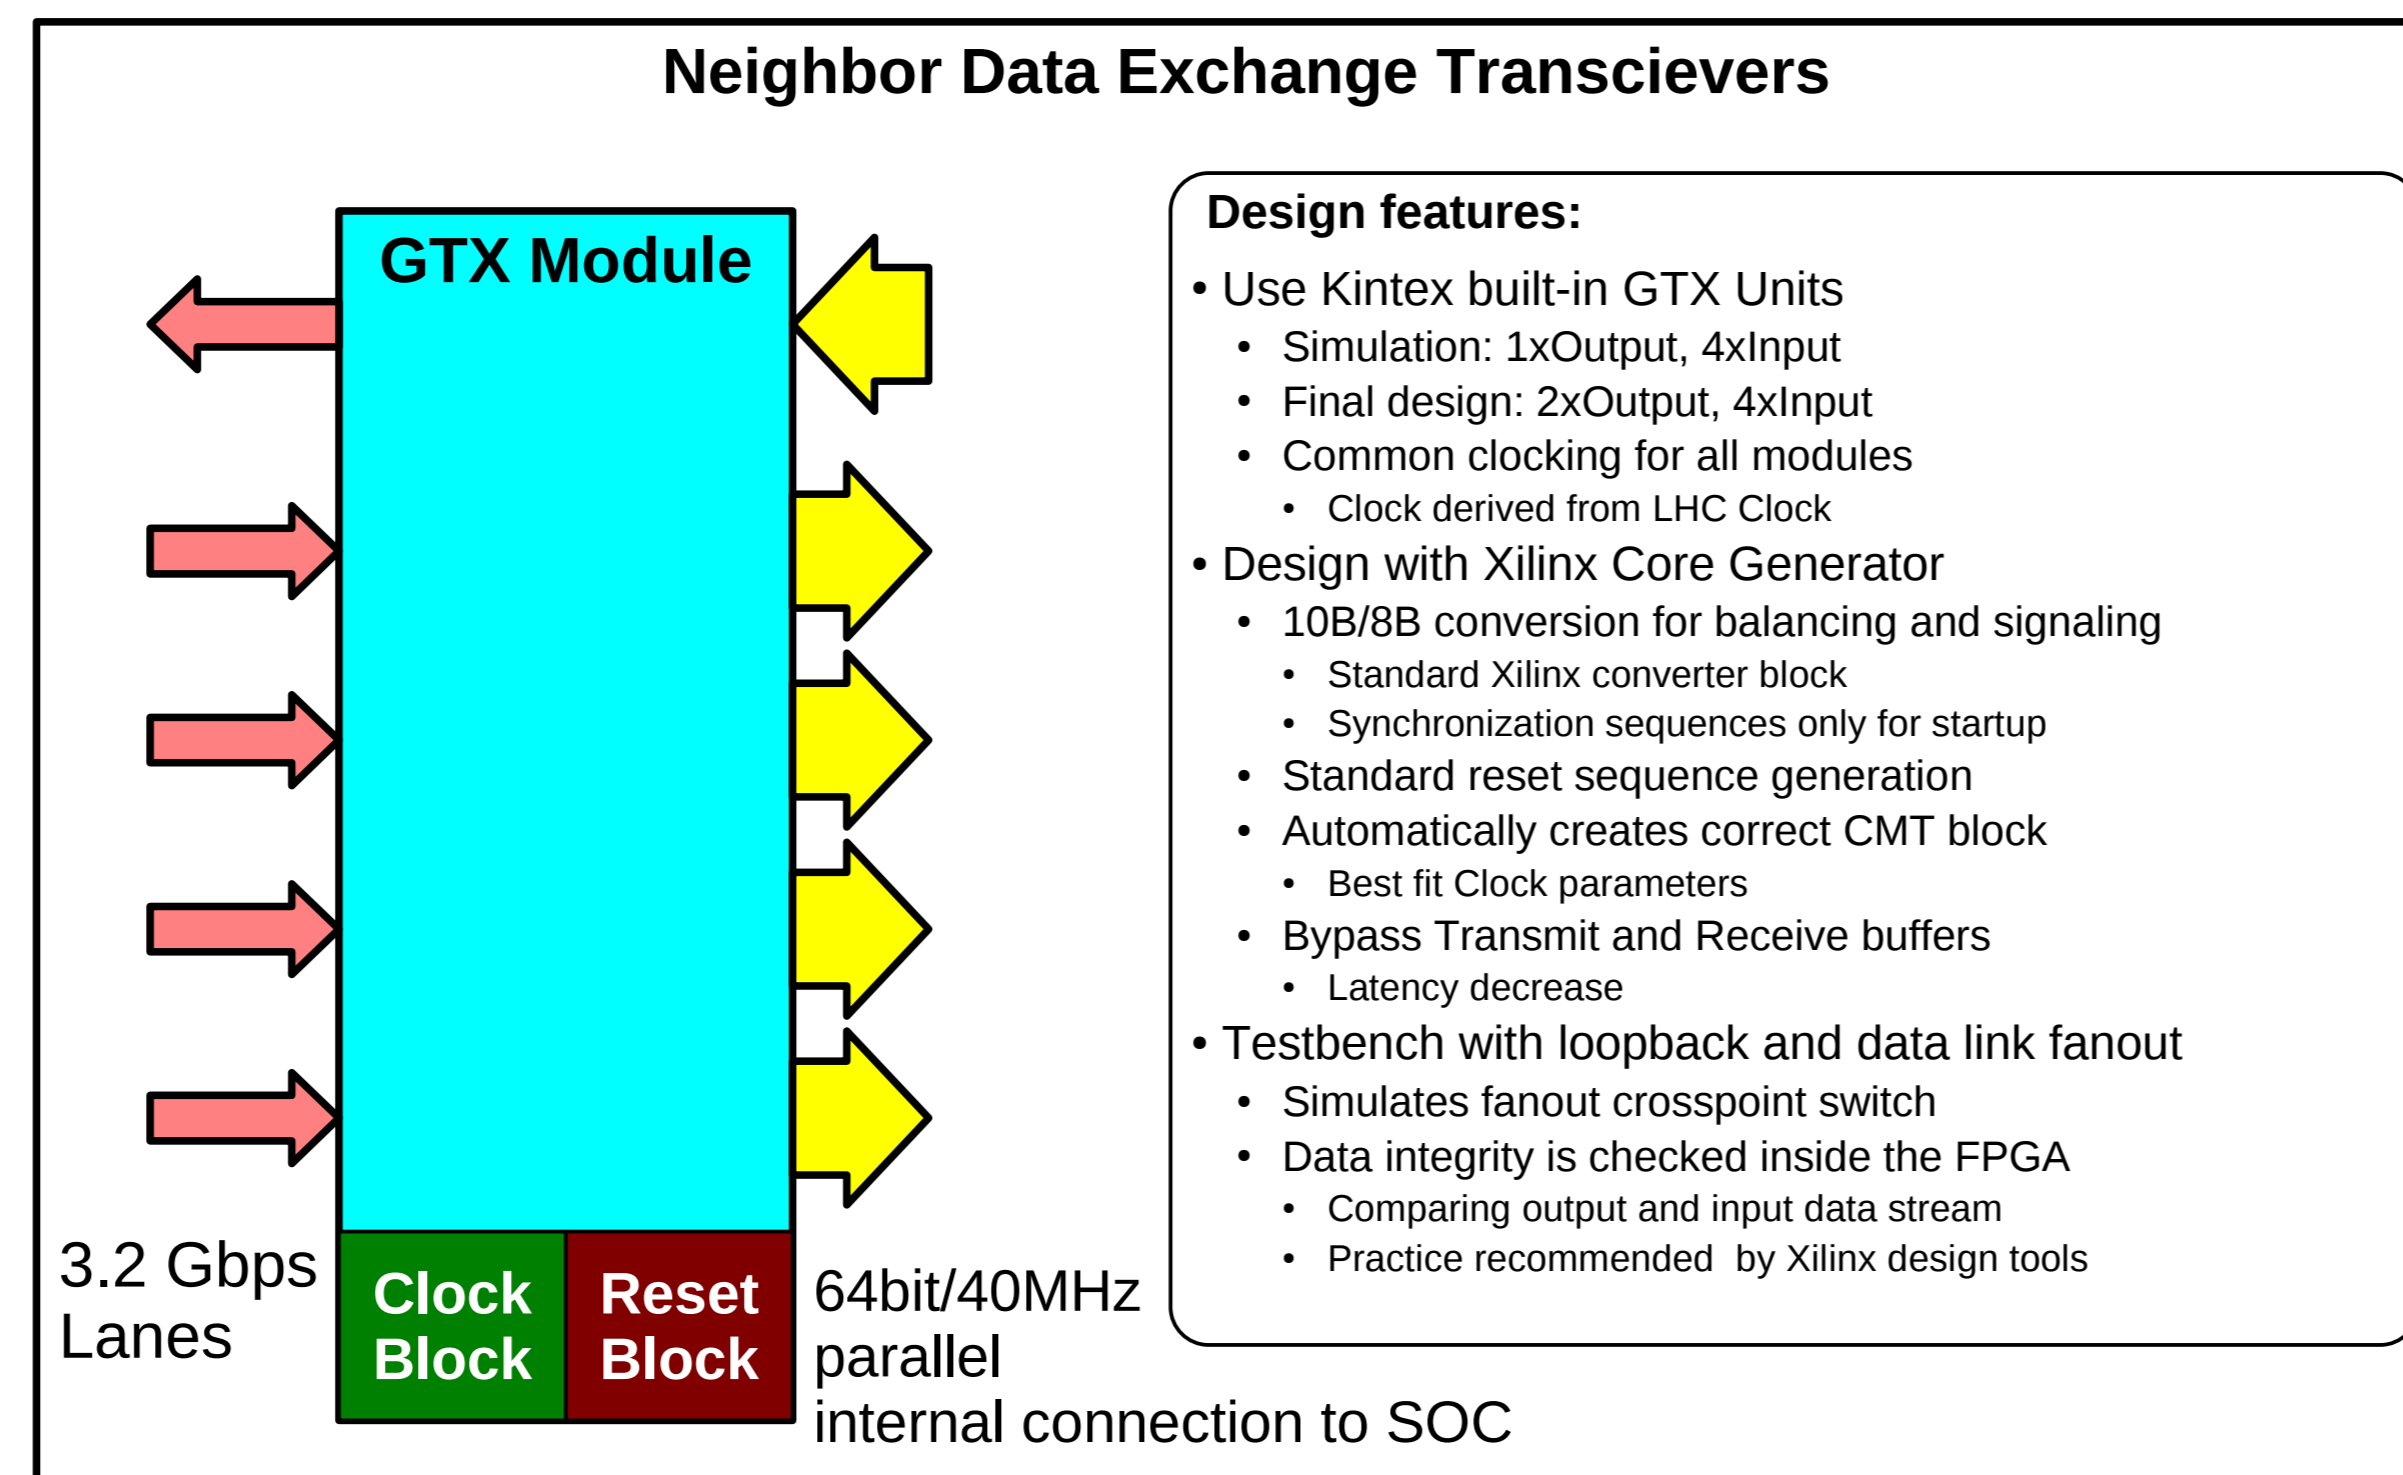 Neighbor Data Exchange Transcievers
GTX Module
3.2 Gbps
Lanes
Clock
Block
Reset
Block
64bit/40MHz
parallel
internal connection to SOC
Design features:
• Use Kintex built-in GTX Units
• Simulation: 1xOutput, 4xInput
• Final design: 2xOutput, 4xInput
• Common clocking for all modules
• Clock derived from LHC Clock
• Design with Xilinx Core Generator
• 10B/8B conversion for balancing and signaling
• Standard Xilinx converter block
• Synchronization sequences only for startup
• Standard reset sequence generation
• Automatically creates correct CMT block
• Best fit Clock parameters
• Bypass Transmit and Receive buffers
• Latency decrease
• Testbench with loopback and data link fanout
• Simulates fanout crosspoint switch
• Data integrity is checked inside the FPGA
• Comparing output and input data stream
• Practice recommended  by Xilinx design tools